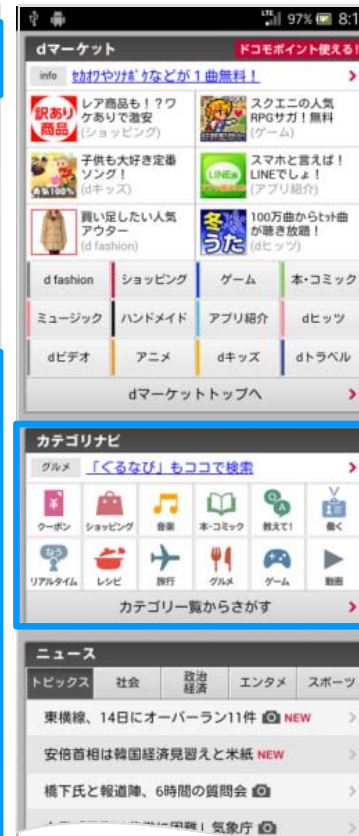 97% 8:1
dマーケット ドコモポイント使える!
info セカオワやソナポケなどが1曲無料!
訳あり商品
レア商品も!?ワケありで激安
(ショッピング)
スクエニの人気RPGサガ!無料
(ゲーム)
勇気100%
子供も大好き定番ソング!
(dキッズ)
LINE
スマホと言えば!LINEでしょ!
(アプリ紹介)
買い足したい人気アウター
(d fashion)
冬うた
100万曲からヒット曲が聴き放題!
(dヒッツ)
d fashion ショッピング ゲーム 本・コミック
ミュージック ハンドメイド アプリ紹介 dヒッツ
dビデオ アニメ dキッズ dトラベル
dマーケットトップへ
カテゴリナビ
グルメ 「ぐるなび」もココで検索
クーポン ショッピング 音楽 本・コミック 教えて! 働く
なう
リアルタイム レシピ 旅行 グルメ ゲーム 動画
カテゴリ一覧からさがす
ニュース
トピックス 社会 政治経済 エンタメ スポーツ
東横線、14日にオーバーラン11件 NEW
安倍首相は韓国経済見習えと米紙 NEW
橋下氏と報道陣、6時間の質問会